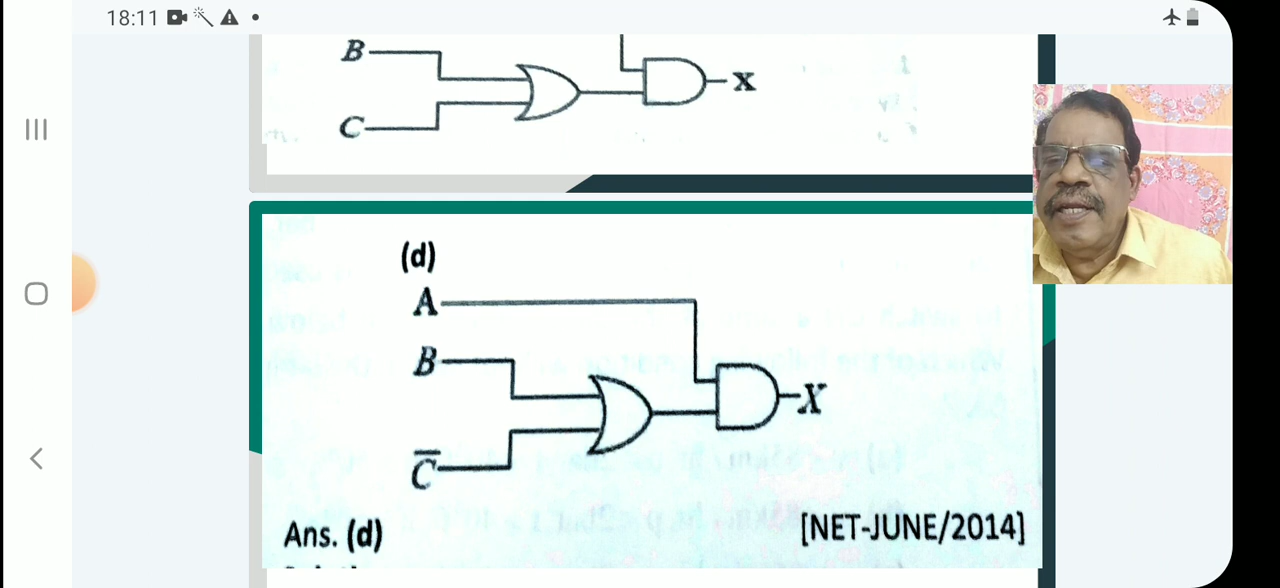 18:11
B
C
X
(d)
A
B
C̅
X
Ans. (d)
[NET-JUNE/2014]